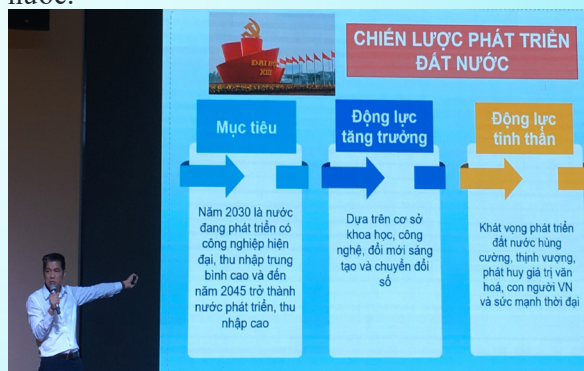 nước.
CHIẾN LƯỢC PHÁT TRIỂN
ĐẤT NƯỚC
Mục tiêu
Năm 2030 là nước
đang phát triển có
công nghiệp hiện
đại, thu nhập trung
bình cao và đến
năm 2045 trở thành
nước phát triển, thu
nhập cao
Động lực
tăng trưởng
Dựa trên cơ sở
khoa học, công
nghệ, đổi mới sáng
tạo và chuyển đổi
số
Động lực
tinh thần
Khát vọng phát triển
đất nước hùng
cường, thịnh vượng,
phát huy giá trị văn
hoá, con người VN
và sức mạnh thời đại